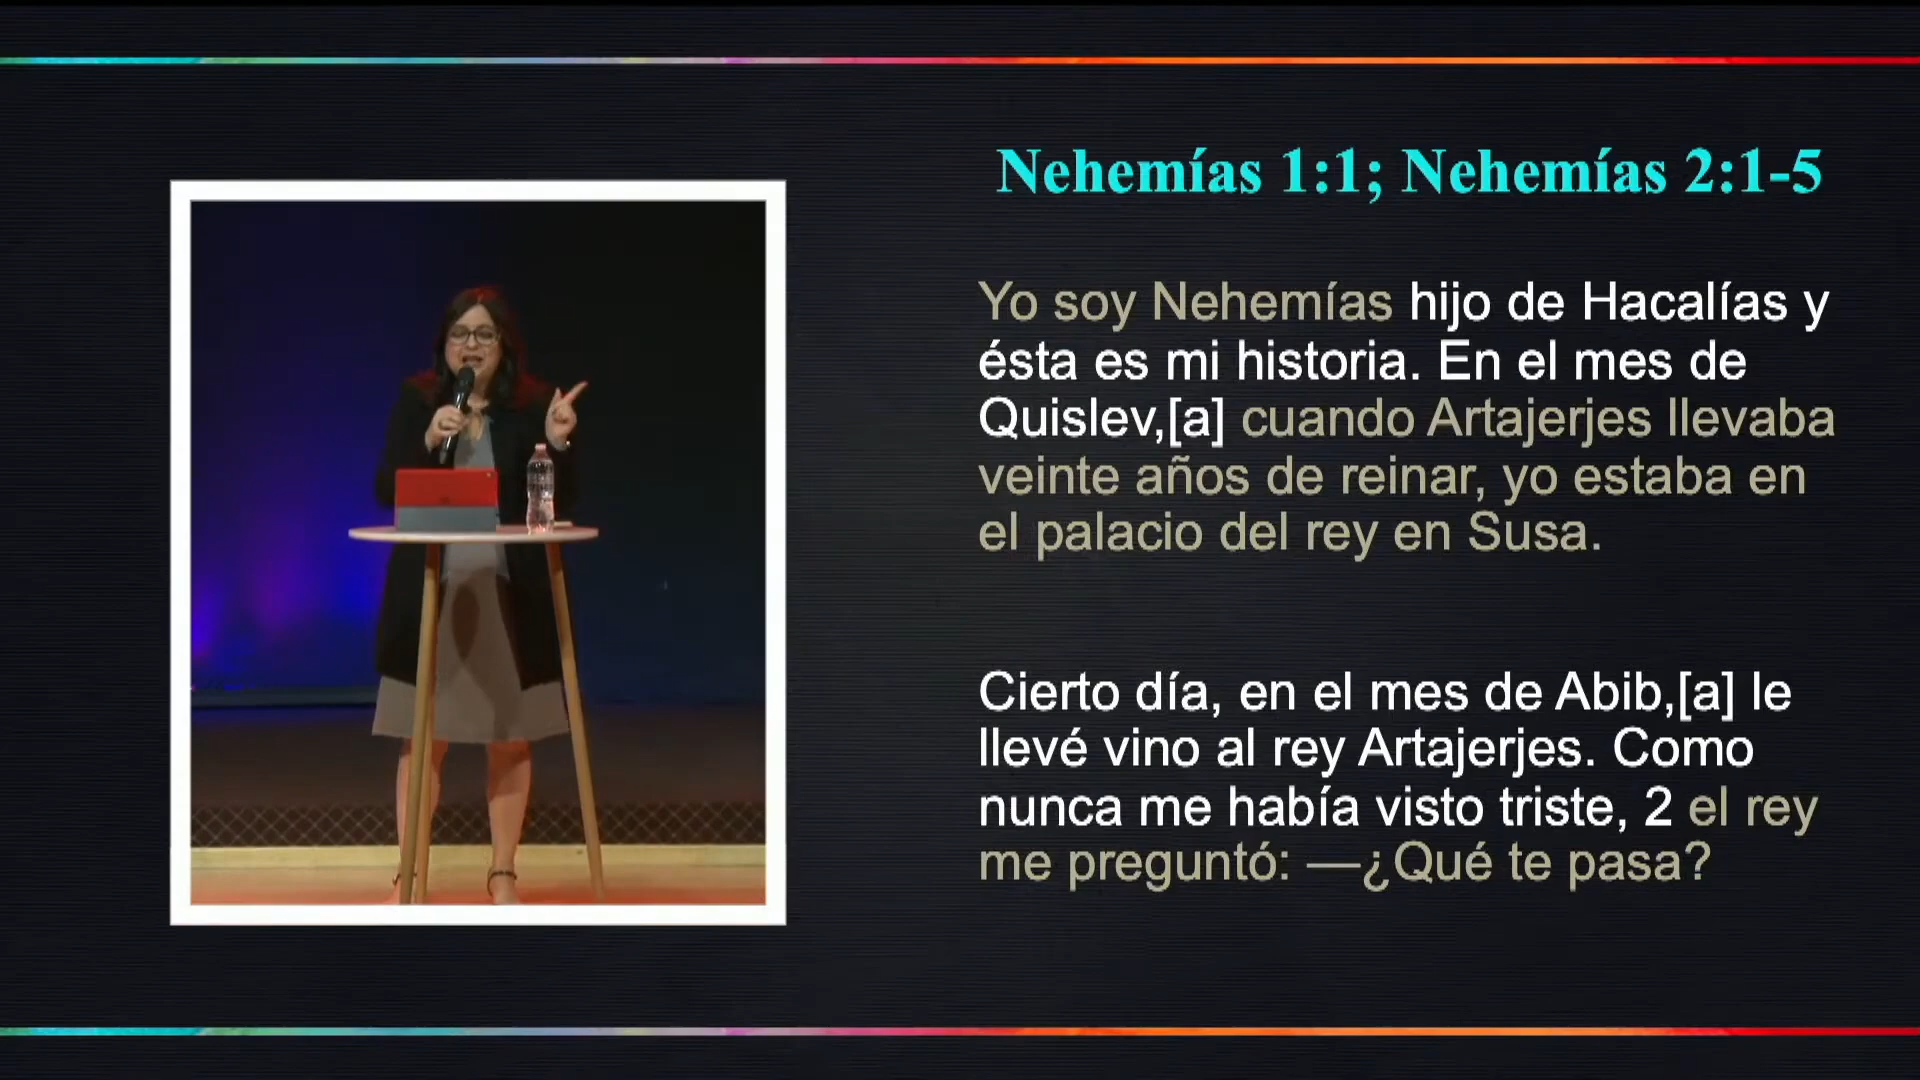 Nehemías 1:1; Nehemías 2:1-5
Yo soy Nehemías hijo de Hacalías y
ésta es mi historia. En el mes de
Quislev,[a] cuando Artajerjes llevaba
veinte años de reinar, yo estaba en
el palacio del rey en Susa.
Cierto día, en el mes de Abib,[a] le
llevé vino al rey Artajerjes. Como
nunca me había visto triste, 2 el rey
me preguntó: —¿Qué te pasa?